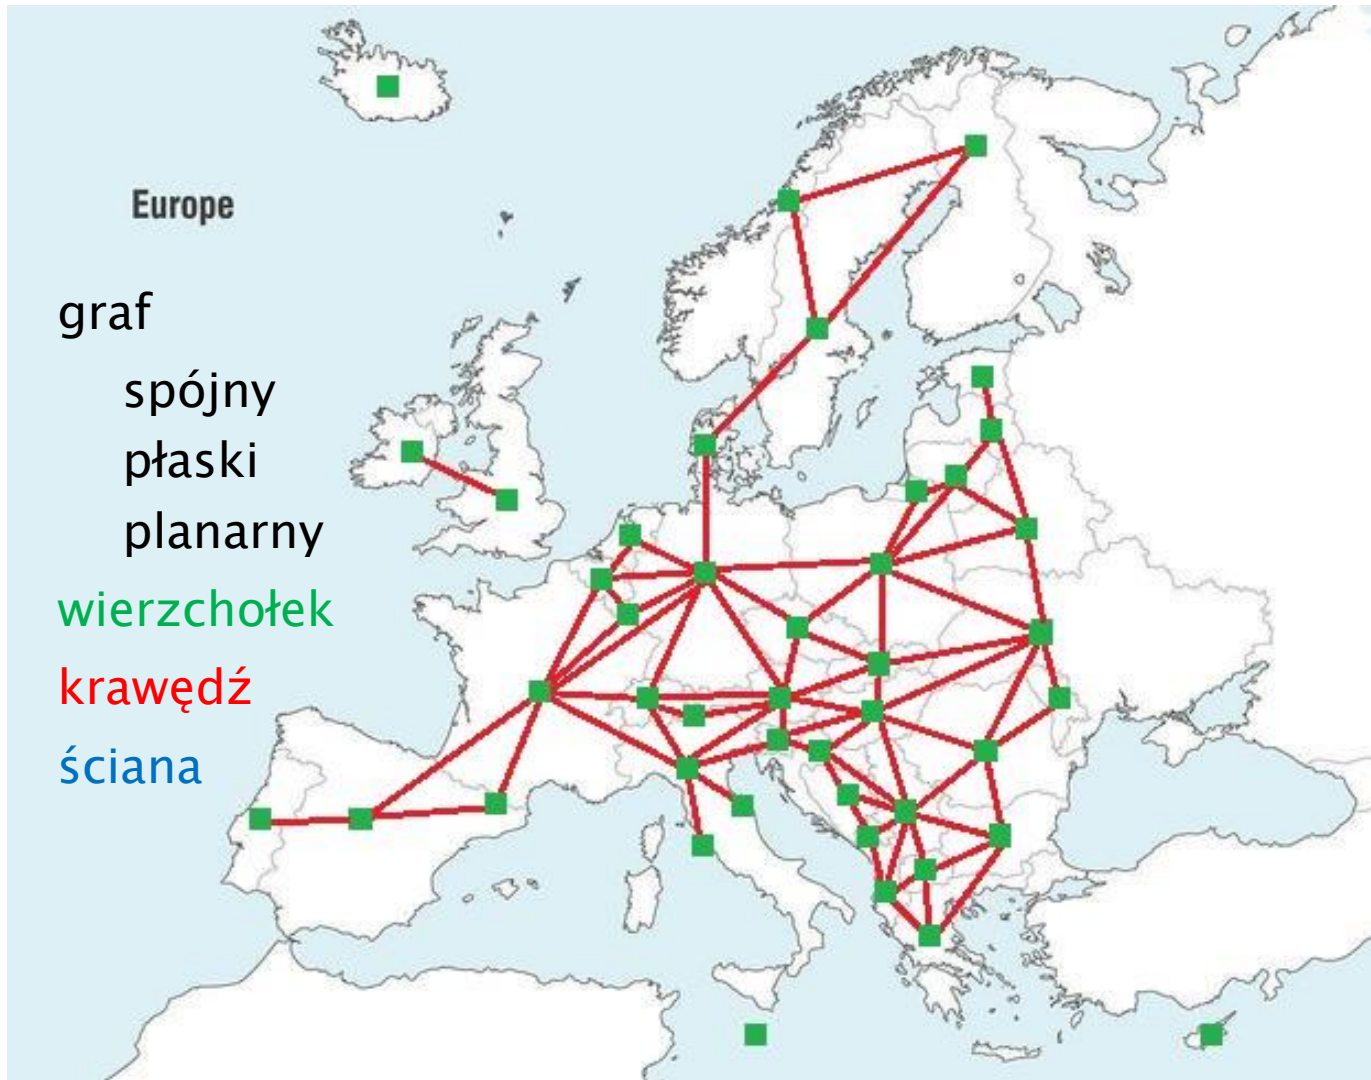 Europe
graf
spójny
płaski
planarny
wierzchołek
krawędź
ściana